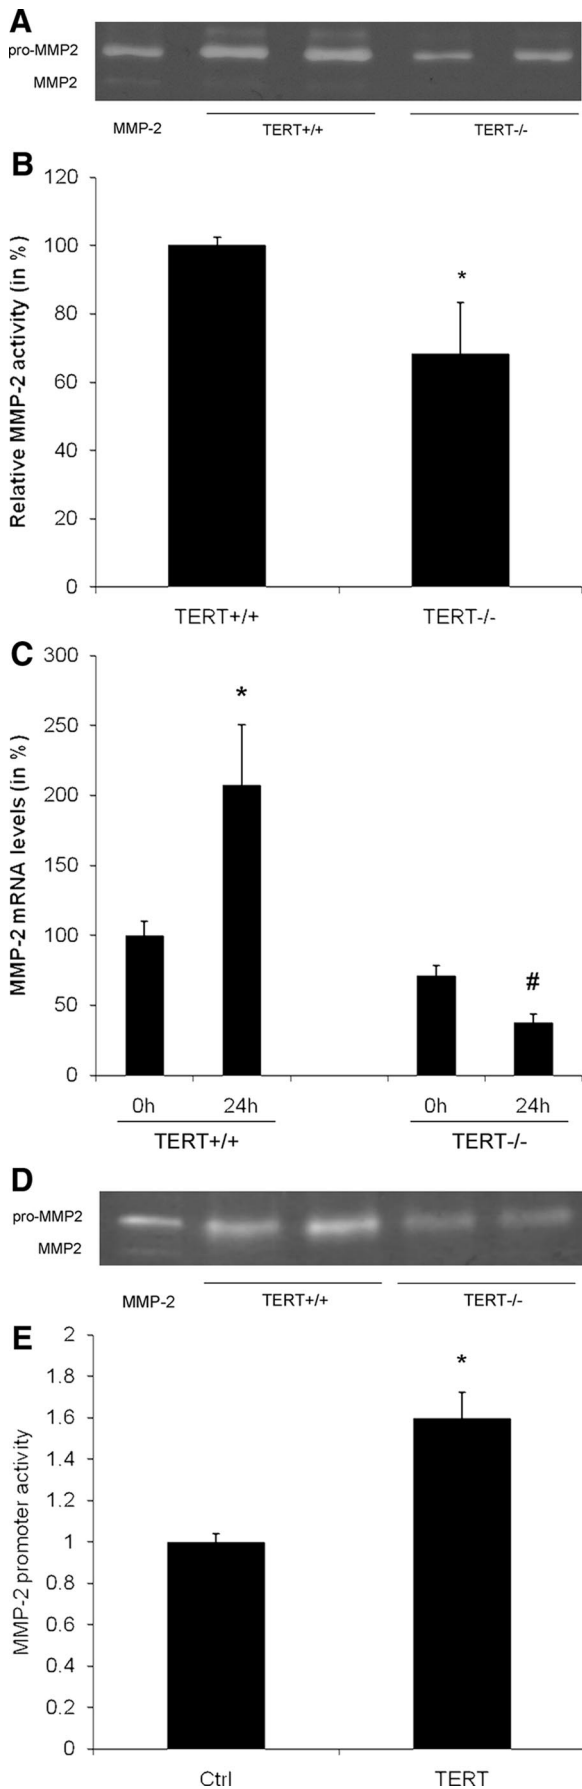 A
pro-MMP2
MMP2
MMP-2 TERT+/+ TERT-/-
B
Relative MMP-2 activity (in %)
120
100
80
60
40
20
0
*
TERT+/+ TERT-/-
C
MMP-2 mRNA levels (in %)
300
250
200
150
100
50
0
*
#
0h 24h 0h 24h
TERT+/+ TERT-/-
D
pro-MMP2
MMP2
MMP-2 TERT+/+ TERT-/-
E
MMP-2 promoter activity
2
1.8
1.6
1.4
1.2
1
0.8
0.6
0.4
0.2
0
*
Ctrl TERT